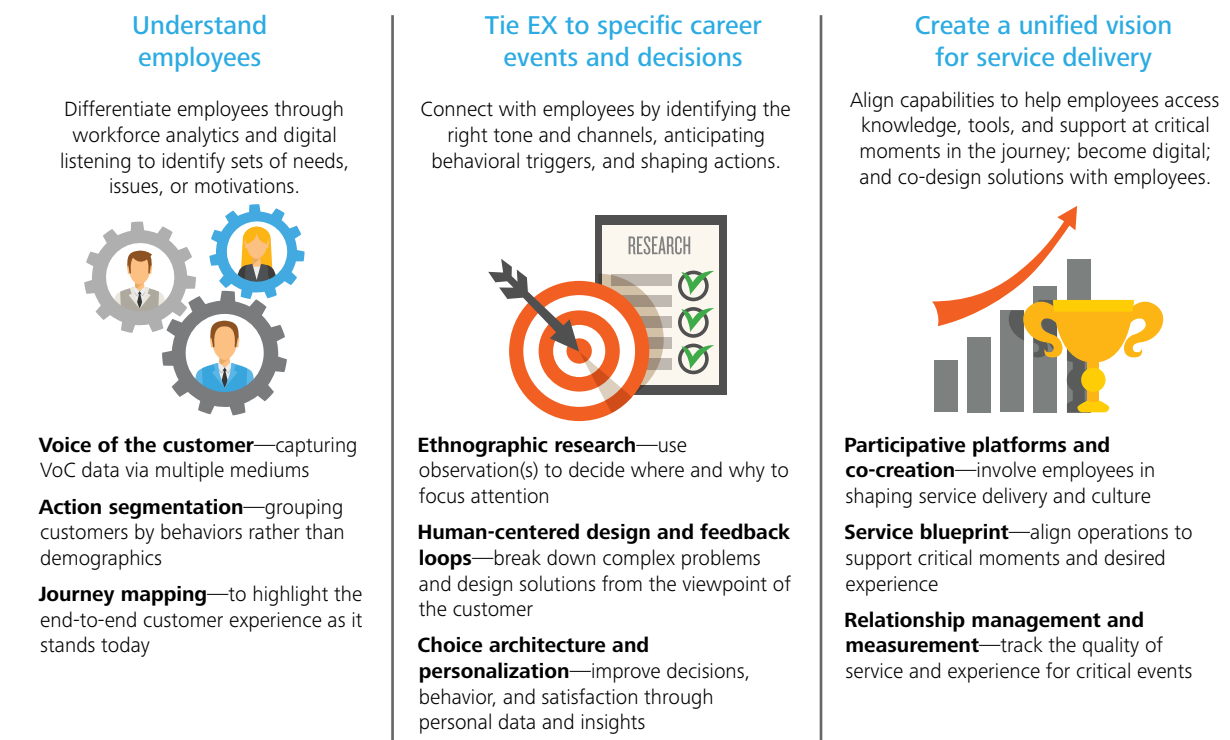 Understand
employees
Differentiate employees through
workforce analytics and digital
listening to identify sets of needs,
issues, or motivations.
Voice of the customer—capturing
VoC data via multiple mediums
Action segmentation—grouping
customers by behaviors rather than
demographics
Journey mapping—to highlight the
end-to-end customer experience as it
stands today
Tie EX to specific career
events and decisions
Connect with employees by identifying the
right tone and channels, anticipating
behavioral triggers, and shaping actions.
RESEARCH
Ethnographic research—use
observation(s) to decide where and why to
focus attention
Human-centered design and feedback
loops—break down complex problems
and design solutions from the viewpoint of
the customer
Choice architecture and
personalization—improve decisions,
behavior, and satisfaction through
personal data and insights
Create a unified vision
for service delivery
Align capabilities to help employees access
knowledge, tools, and support at critical
moments in the journey; become digital;
and co-design solutions with employees.
Participative platforms and
co-creation—involve employees in
shaping service delivery and culture
Service blueprint—align operations to
support critical moments and desired
experience
Relationship management and
measurement—track the quality of
service and experience for critical events